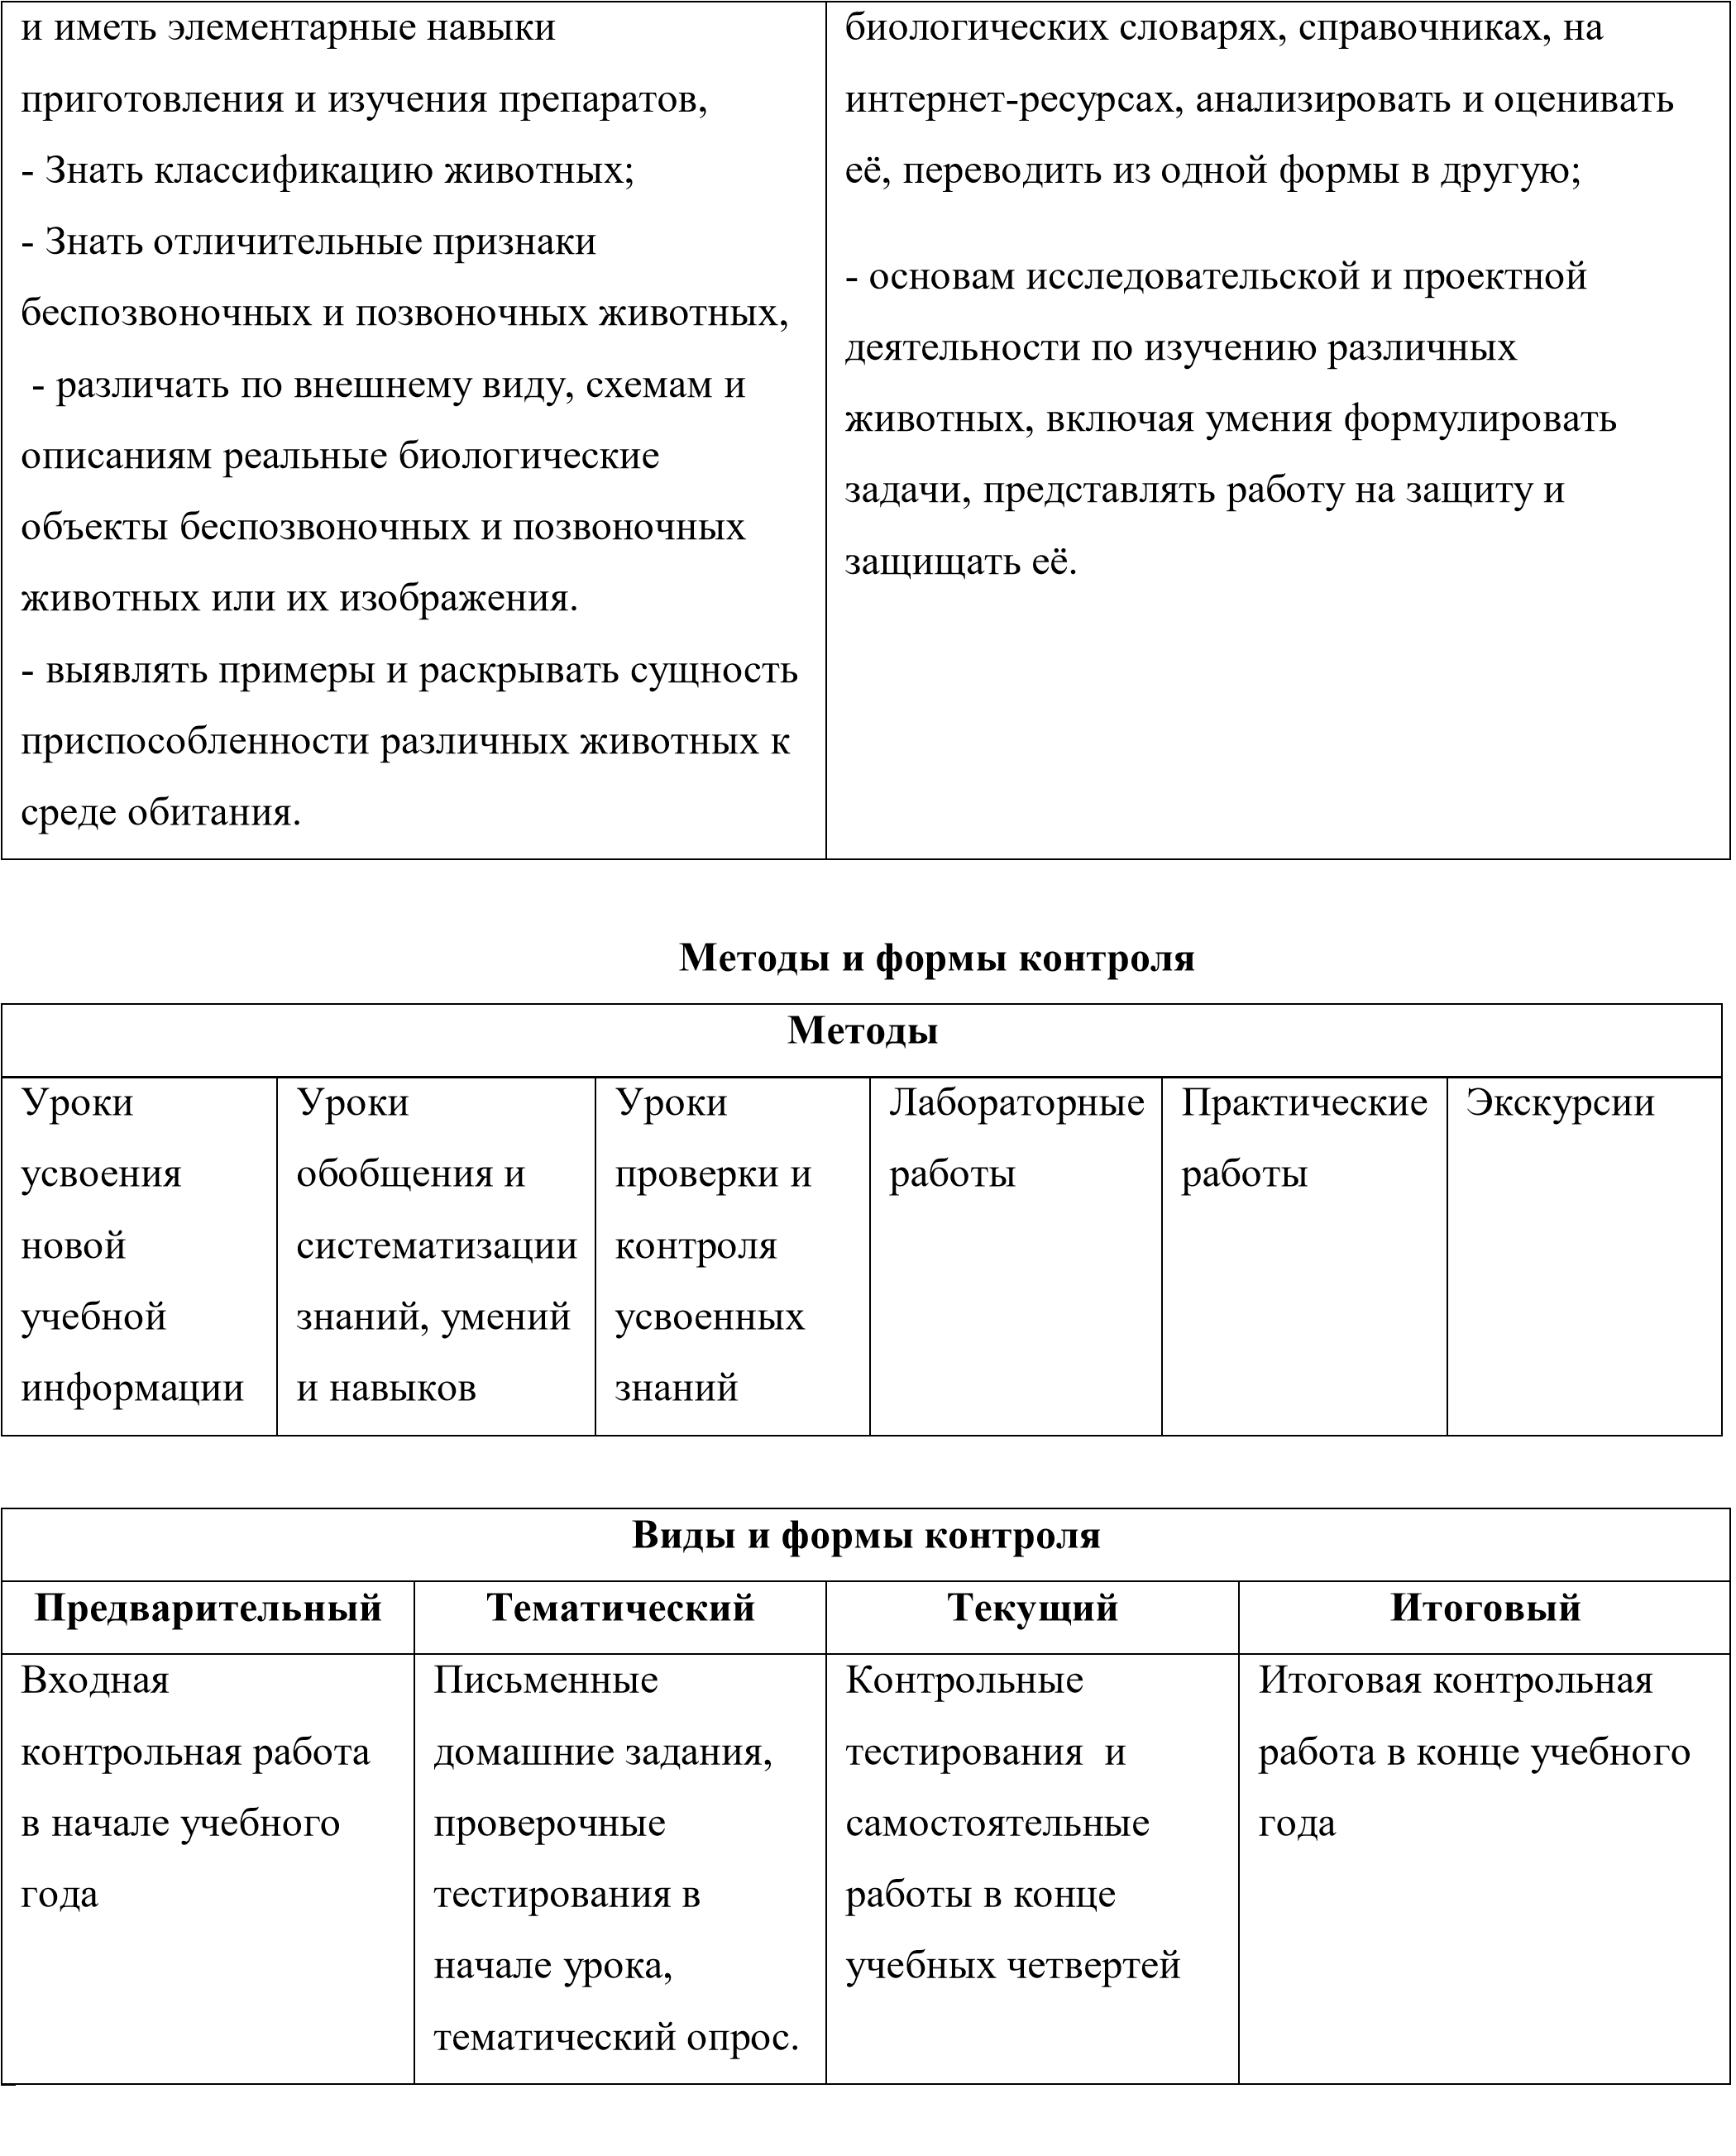 и иметь элементарные навыки
приготовления и изучения препаратов,
- Знать классификацию животных;
- Знать отличительные признаки
беспозвоночных и позвоночных животных,
- различать по внешнему виду, схемам и
описаниям реальные биологические
объекты беспозвоночных и позвоночных
животных или их изображения.
- выявлять примеры и раскрывать сущность
приспособленности различных животных к
среде обитания.
биологических словарях, справочниках, на
интернет-ресурсах, анализировать и оценивать
её, переводить из одной формы в другую;
- основам исследовательской и проектной
деятельности по изучению различных
животных, включая умения формулировать
задачи, представлять работу на защиту и
защищать её.
Методы и формы контроля
Методы
Уроки
усвоения
новой
учебной
информации
Уроки
обобщения и
систематизации
знаний, умений
и навыков
Уроки
проверки и
контроля
усвоенных
знаний
Лабораторные
работы
Практические
работы
Экскурсии
Виды и формы контроля
Предварительный
Тематический
Текущий
Итоговый
Входная
контрольная работа
в начале учебного
года
Письменные
домашние задания,
проверочные
тестирования в
начале урока,
тематический опрос.
Контрольные
тестирования  и
самостоятельные
работы в конце
учебных четвертей
Итоговая контрольная
работа в конце учебного
года